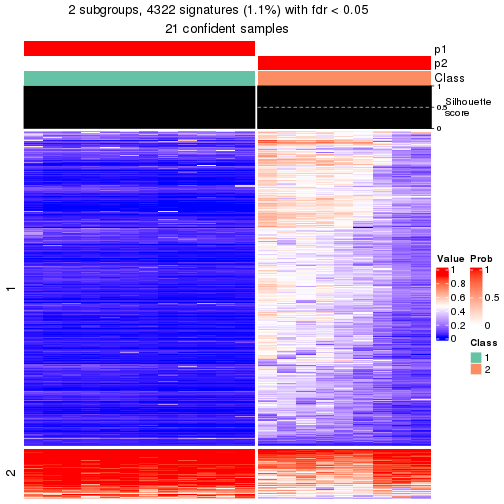 2 subgroups, 4322 signatures (1.1%) with fdr < 0.05
21 confident samples
p1
p2
Class
1
0.5
0
Silhouette
score
1
2
Value
1
0.8
0.6
0.4
0.2
0
Prob
1
0.5
0
Class
1
2